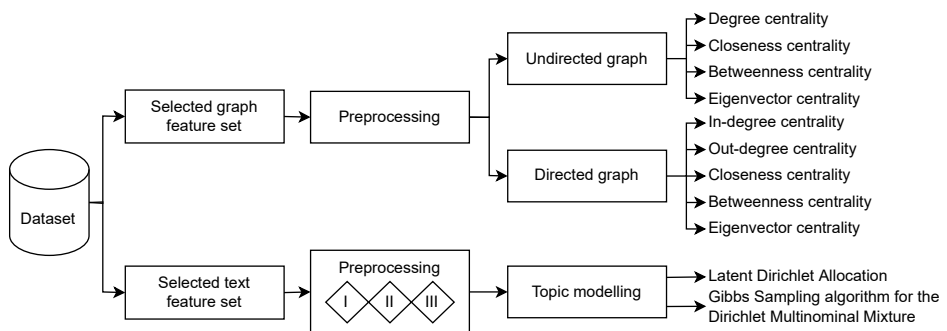 Dataset
Selected graph
feature set
Preprocessing
Undirected graph
Degree centrality
Closeness centrality
Betweenness centrality
Eigenvector centrality
Directed graph
In-degree centrality
Out-degree centrality
Closeness centrality
Betweenness centrality
Eigenvector centrality
Selected text
feature set
Preprocessing
I II III
Topic modelling
Latent Dirichlet Allocation
Gibbs Sampling algorithm for the
Dirichlet Multinominal Mixture